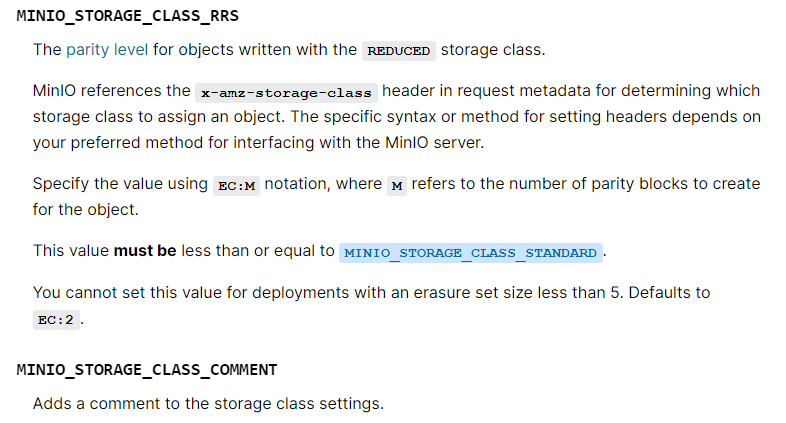 MINIO_STORAGE_CLASS_RRS
The parity level for objects written with the REDUCED storage class.
MinIO references the x-amz-storage-class header in request metadata for determining which
storage class to assign an object. The specific syntax or method for setting headers depends on
your preferred method for interfacing with the MinIO server.
Specify the value using EC:M notation, where M refers to the number of parity blocks to create
for the object.
This value must be less than or equal to MINIO_STORAGE_CLASS_STANDARD.
You cannot set this value for deployments with an erasure set size less than 5. Defaults to
EC:2.
MINIO_STORAGE_CLASS_COMMENT
Adds a comment to the storage class settings.